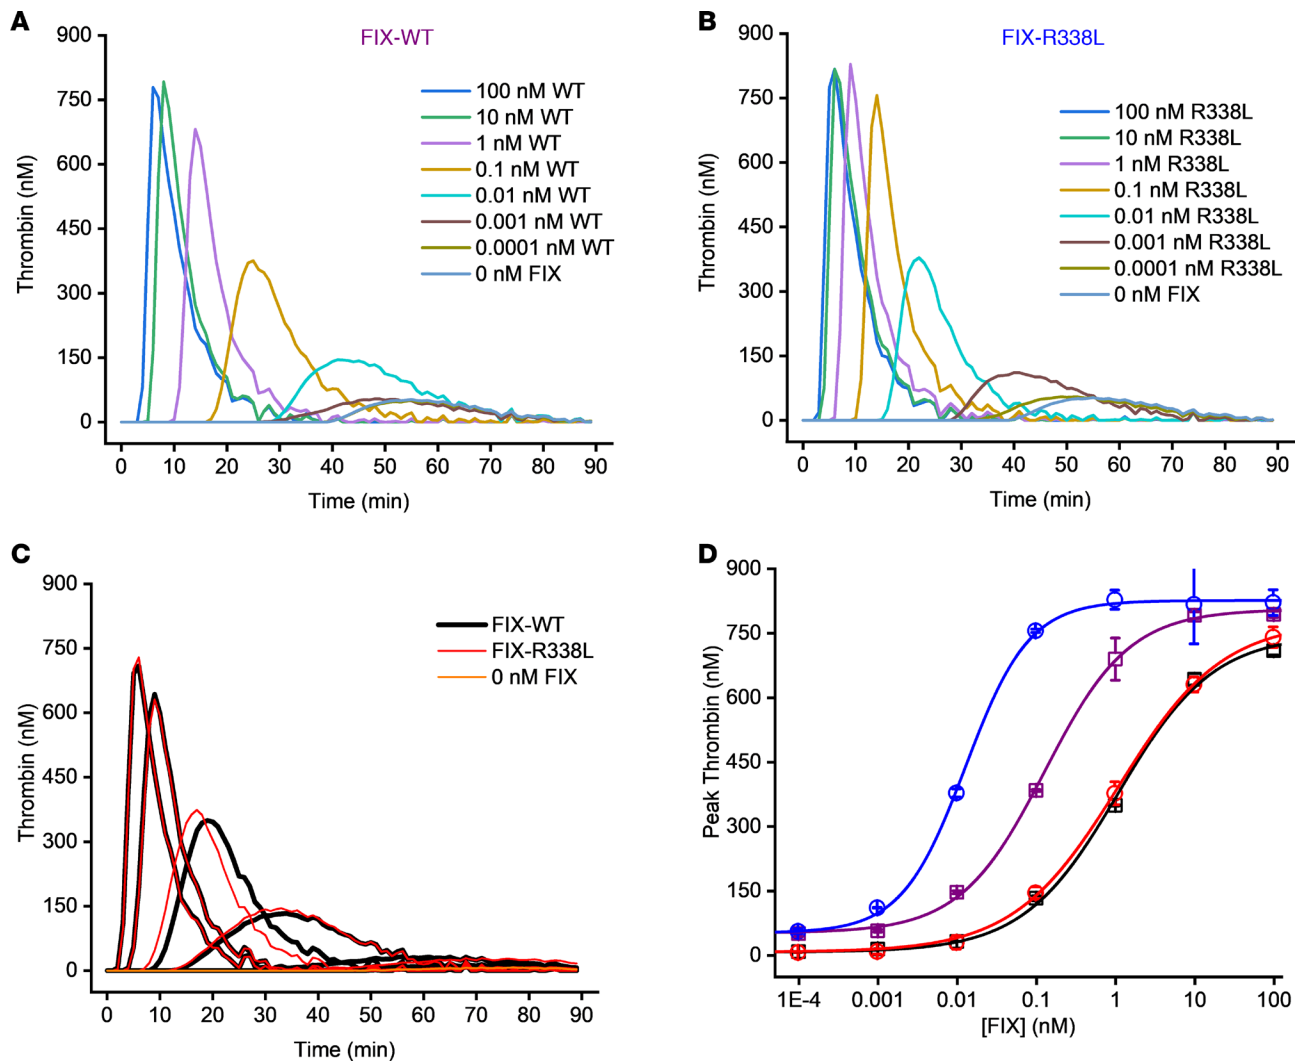 A
FIX-WT
900
750
600
450
300
150
0
Thrombin (nM)
100 nM WT
10 nM WT
1 nM WT
0.1 nM WT
0.01 nM WT
0.001 nM WT
0.0001 nM WT
0 nM FIX
0 10 20 30 40 50 60 70 80 90
Time (min)
B
FIX-R338L
900
750
600
450
300
150
0
Thrombin (nM)
100 nM R338L
10 nM R338L
1 nM R338L
0.1 nM R338L
0.01 nM R338L
0.001 nM R338L
0.0001 nM R338L
0 nM FIX
0 10 20 30 40 50 60 70 80 90
Time (min)
C
900
750
600
450
300
150
0
Thrombin (nM)
FIX-WT
FIX-R338L
0 nM FIX
0 10 20 30 40 50 60 70 80 90
Time (min)
D
900
750
600
450
300
150
0
Peak Thrombin (nM)
1E-4 0.001 0.01 0.1 1 10 100
[FIX] (nM)